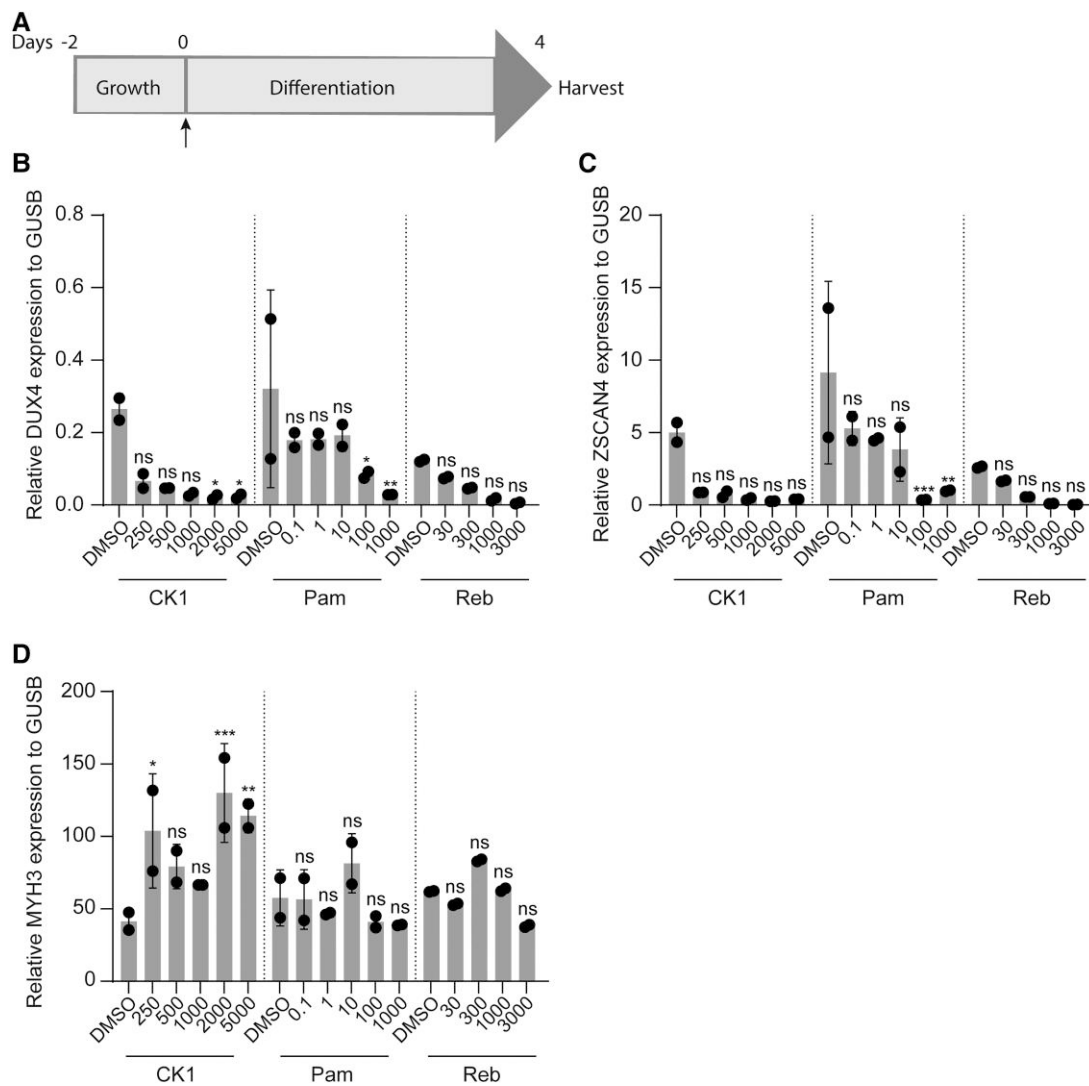 A
Days -2 0 4
Growth Differentiation Harvest
B
Relative DUX4 expression to GUSB
0.8
0.6
0.4
0.2
0.0
ns ns ns * * ns ns ns * ** ns ns ns ns
DMSO 250 500 1000 2000 5000 DMSO 0.1 1 10 100 1000 DMSO 30 300 1000 3000
CK1 Pam Reb
C
Relative ZSCAN4 expression to GUSB
20
15
10
5
0
ns ns ns ns ns ns ns ns *** ** ns ns ns ns
DMSO 250 500 1000 2000 5000 DMSO 0.1 1 10 100 1000 DMSO 30 300 1000 3000
CK1 Pam Reb
D
Relative MYH3 expression to GUSB
200
150
100
50
0
* ns ns *** ** ns ns ns ns ns ns ns ns ns
DMSO 250 500 1000 2000 5000 DMSO 0.1 1 10 100 1000 DMSO 30 300 1000 3000
CK1 Pam Reb